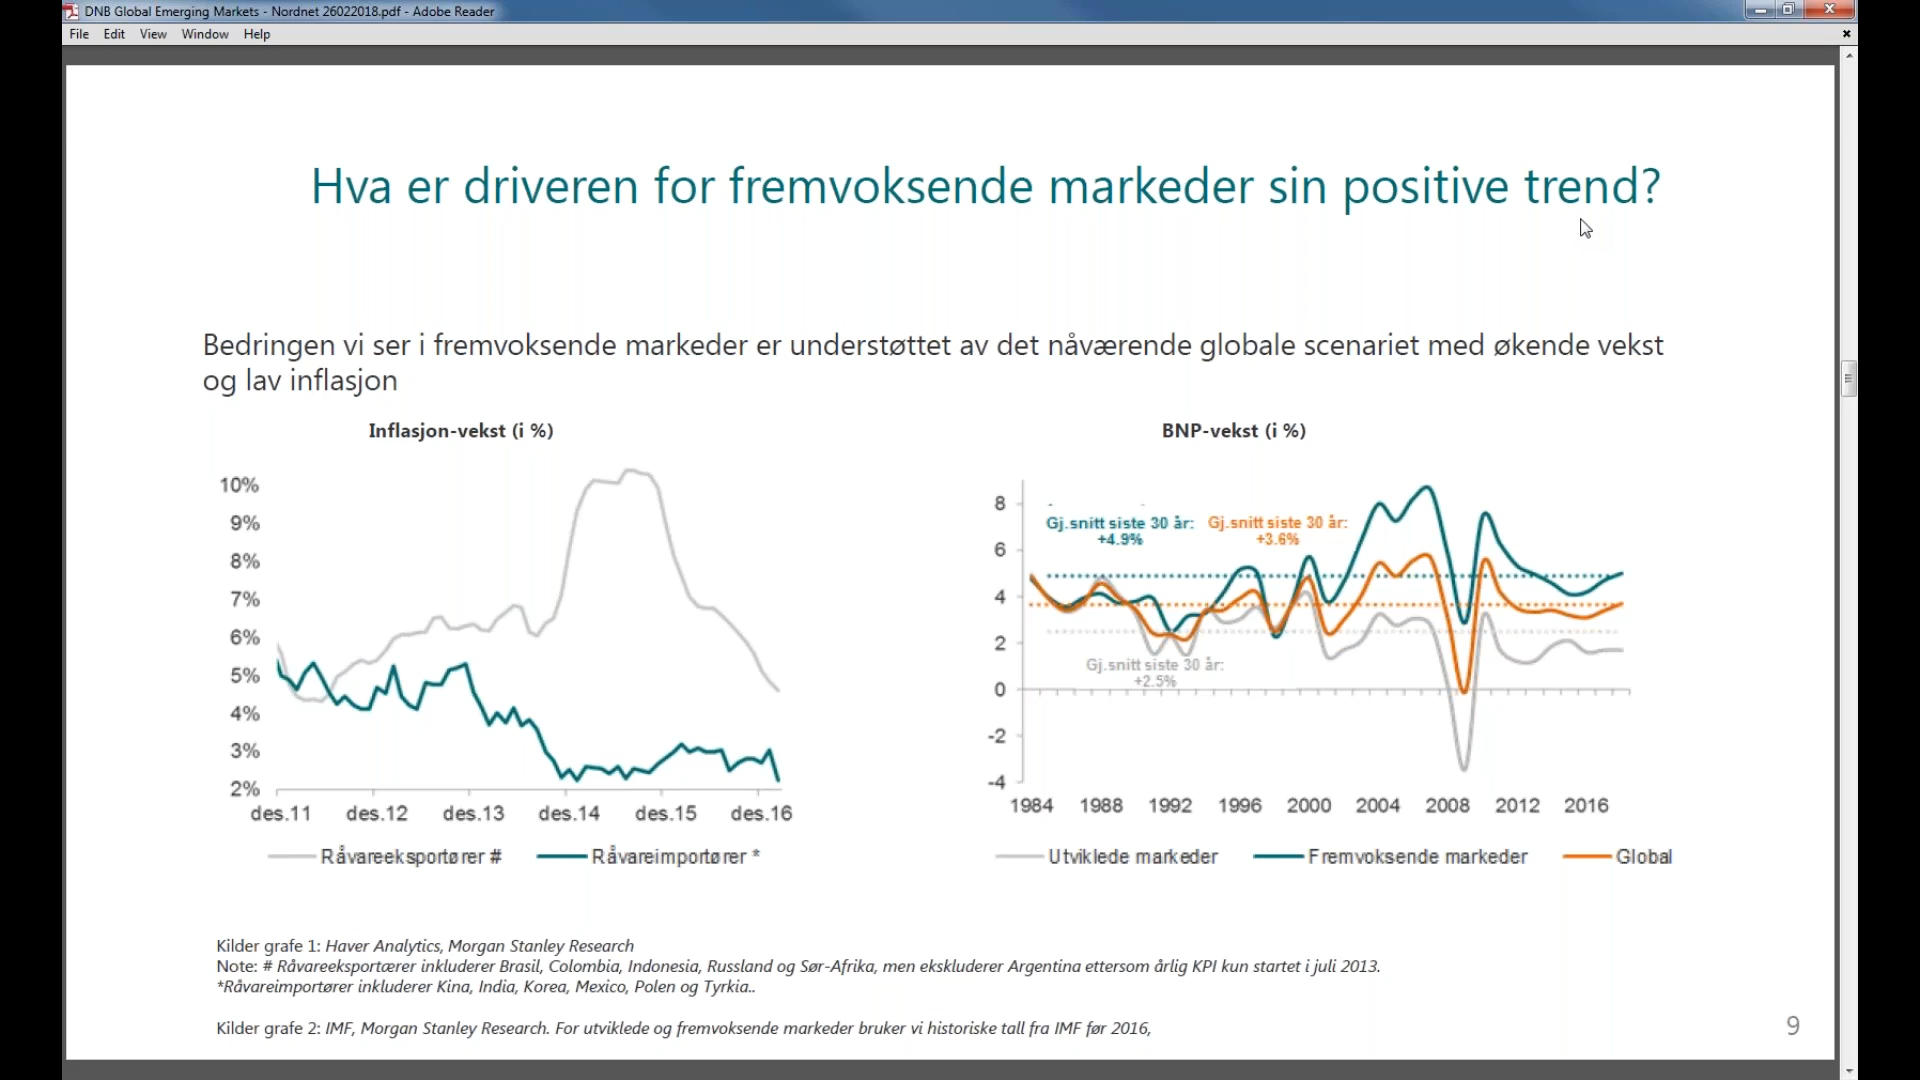 DNB Global Emerging Markets - Nordnet 26022018.pdf - Adobe Reader
File Edit View Window Help
Hva er driveren for fremvoksende markeder sin positive trend?
Bedringen vi ser i fremvoksende markeder er understøttet av det nåværende globale scenariet med økende vekst
og lav inflasjon
Inflasjon-vekst (i %)
10%
9%
8%
7%
6%
5%
4%
3%
2%
des.11 des.12 des.13 des.14 des.15 des.16
Råvareeksportører # Råvareimportører *
BNP-vekst (i %)
8
6
4
2
0
-2
-4
Gj.snitt siste 30 år: Gj.snitt siste 30 år:
+4.9% +3.6%
Gj.snitt siste 30 år:
+2.5%
1984 1988 1992 1996 2000 2004 2008 2012 2016
Utviklede markeder Fremvoksende markeder Global
Kilder grafe 1: Haver Analytics, Morgan Stanley Research
Note: # Råvareeksportærer inkluderer Brasil, Colombia, Indonesia, Russland og Sør-Afrika, men ekskluderer Argentina ettersom årlig KPI kun startet i juli 2013.
*Råvareimportører inkluderer Kina, India, Korea, Mexico, Polen og Tyrkia..
Kilder grafe 2: IMF, Morgan Stanley Research. For utviklede og fremvoksende markeder bruker vi historiske tall fra IMF før 2016,
9